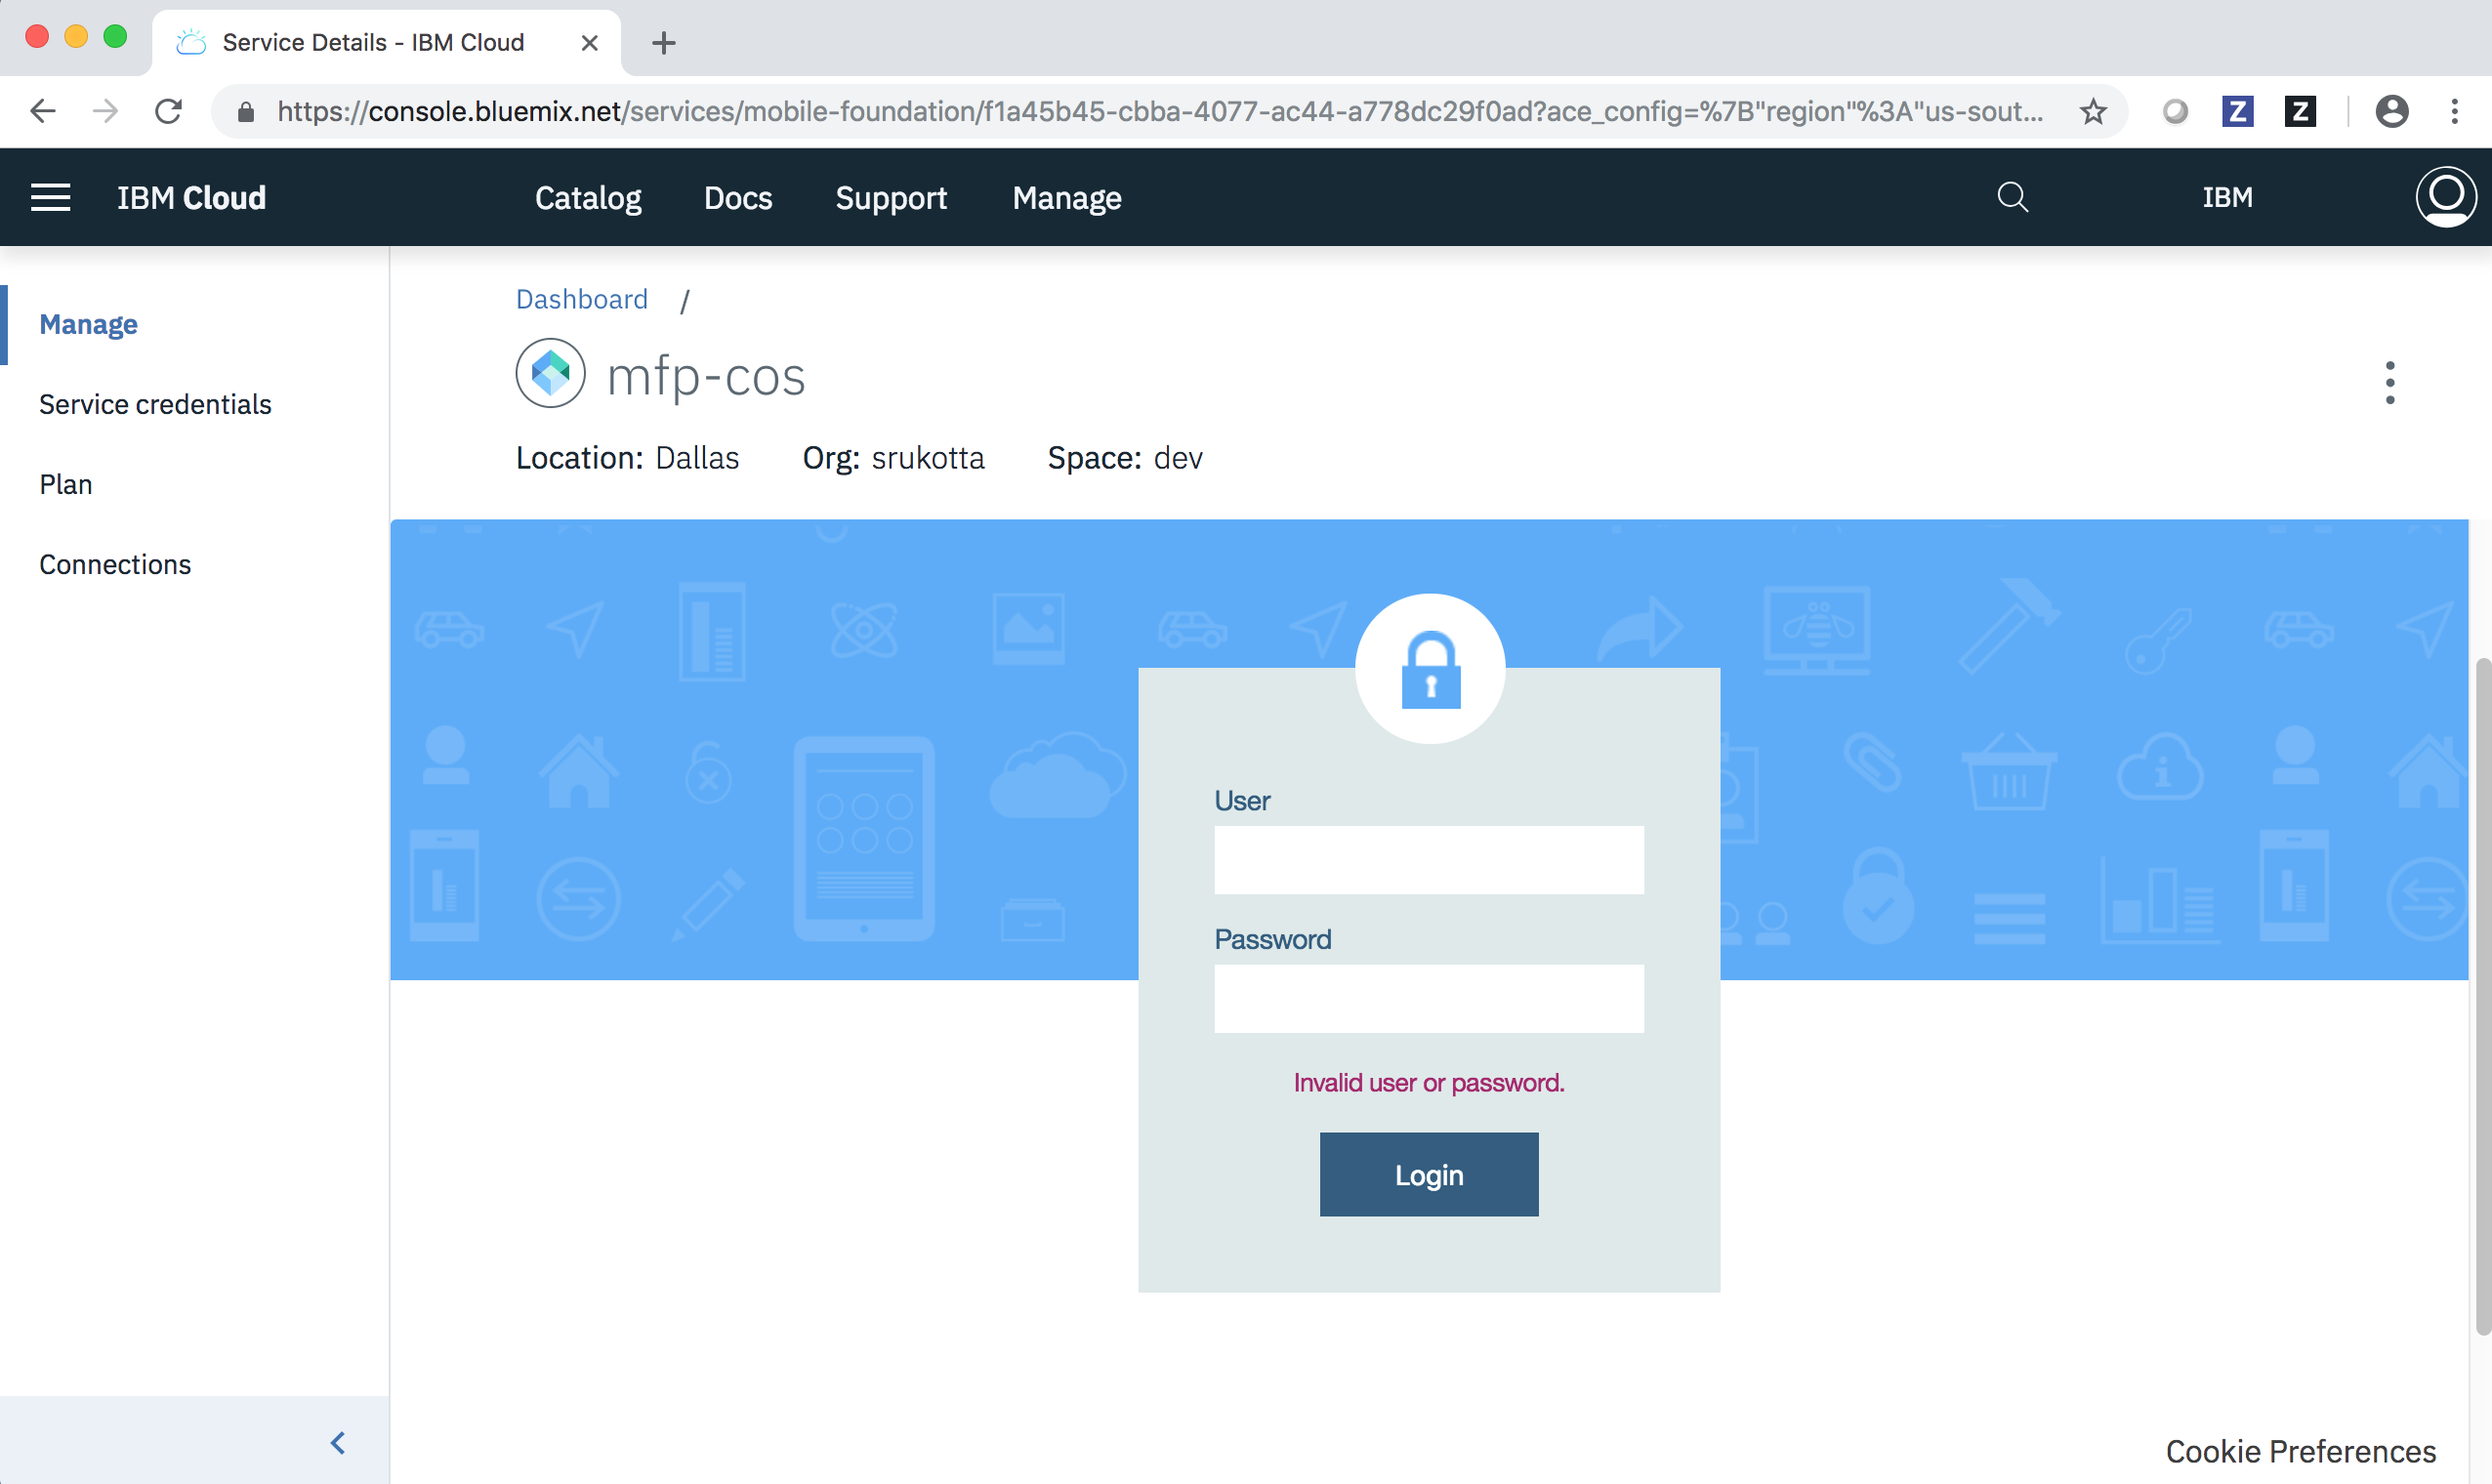 Service Details - IBM Cloud
https://console.bluemix.net/services/mobile-foundation/f1a45b45-cbba-4077-ac44-a778dc29f0ad?ace_config=%7B"region"%3A"us-sout...
Z
Z
IBM Cloud
Catalog
Docs
Support
Manage
IBM
Manage
Service credentials
Plan
Connections
Dashboard /
mfp-cos
Location: Dallas Org: srukotta Space: dev
User
Password
Invalid user or password.
Login
Cookie Preferences